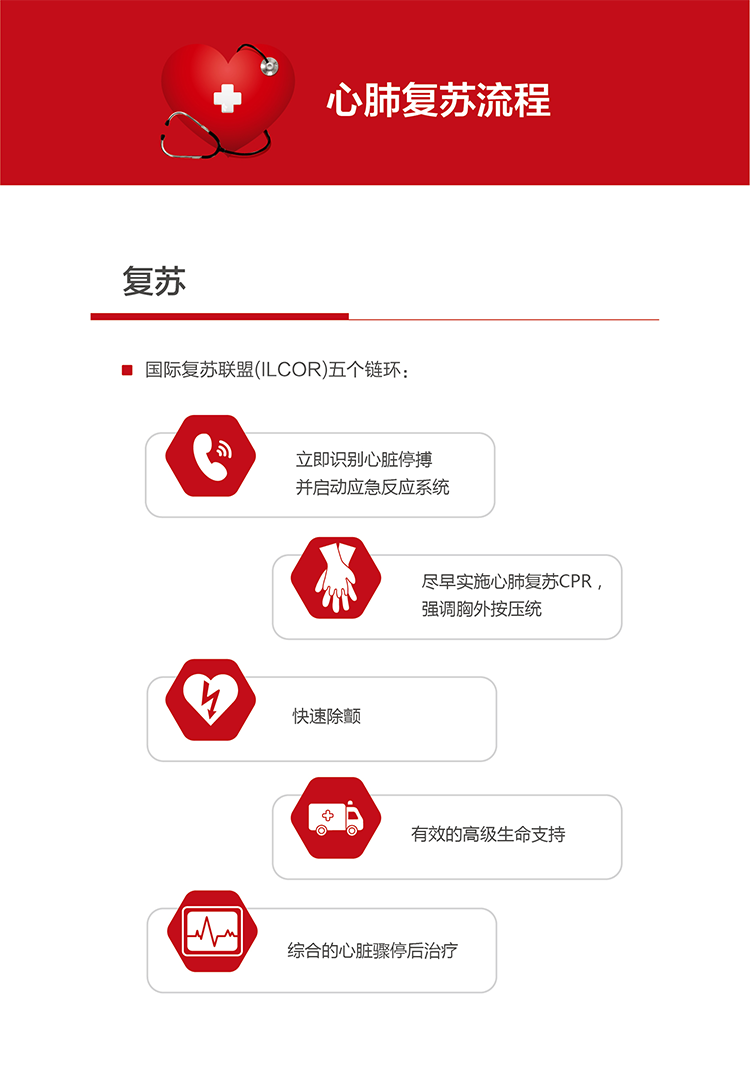 心肺复苏流程
复苏
国际复苏联盟(ILCOR)五个链环：
立即识别心脏停搏
并启动应急反应系统
尽早实施心肺复苏CPR，
强调胸外按压统
快速除颤
有效的高级生命支持
综合的心脏骤停后治疗